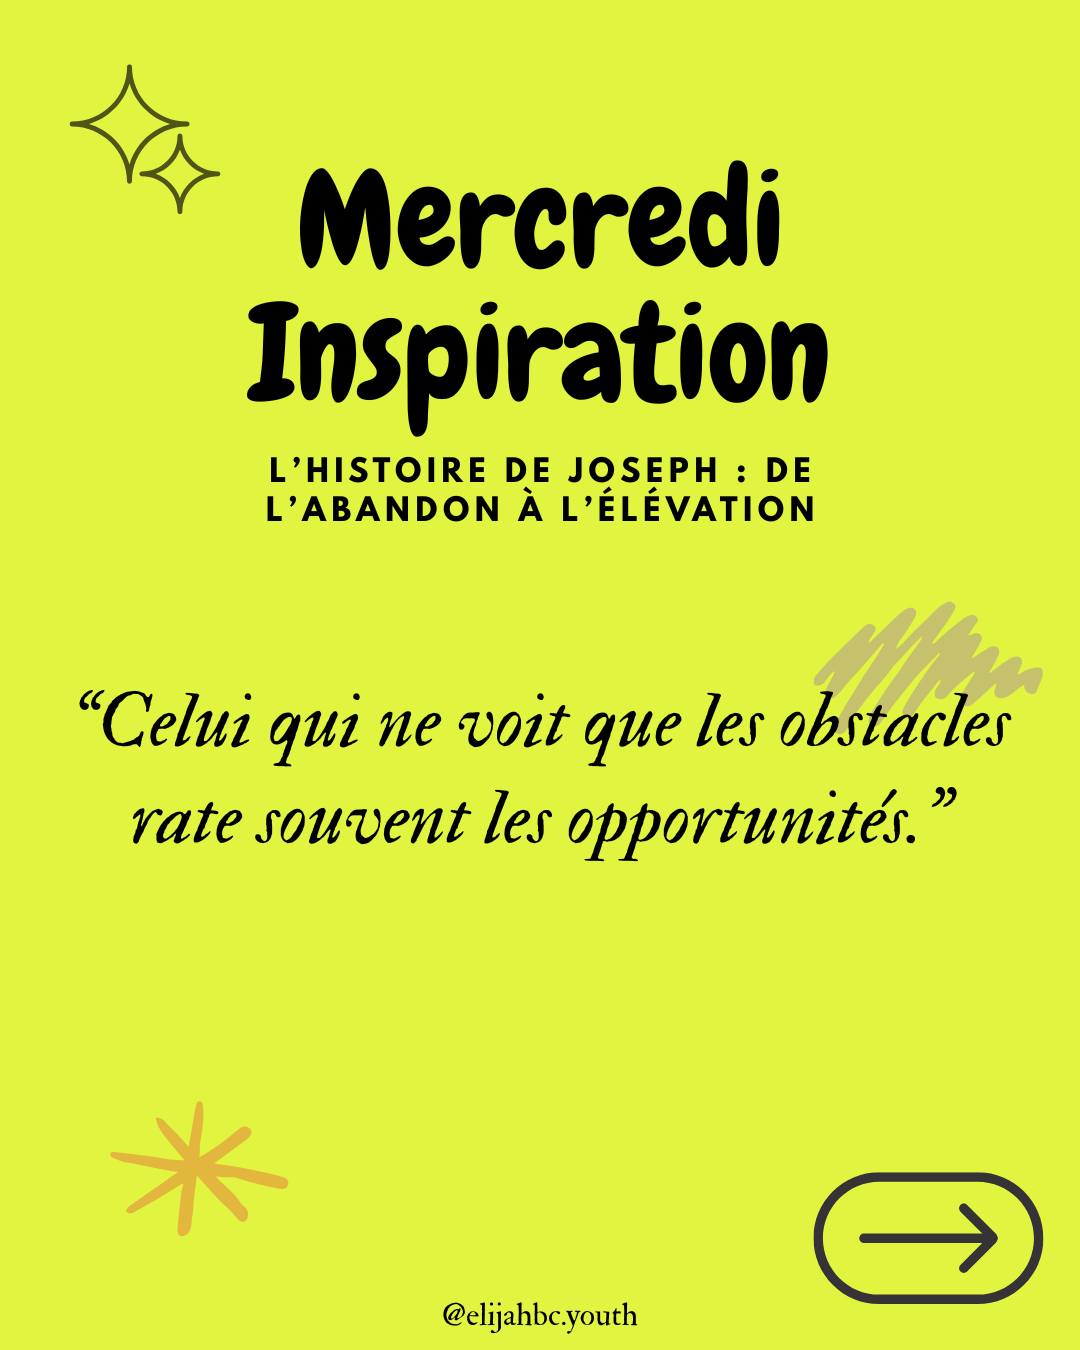 Mercredi
Inspiration
L’HISTOIRE DE JOSEPH : DE
L’ABANDON À L’ÉLÉVATION
“Celui qui ne voit que les obstacles
rate souvent les opportunités.”
@elijahbc.youth